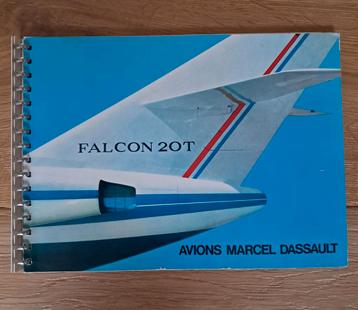 FALCON 20T
AVIONS MARCEL DASSAULT